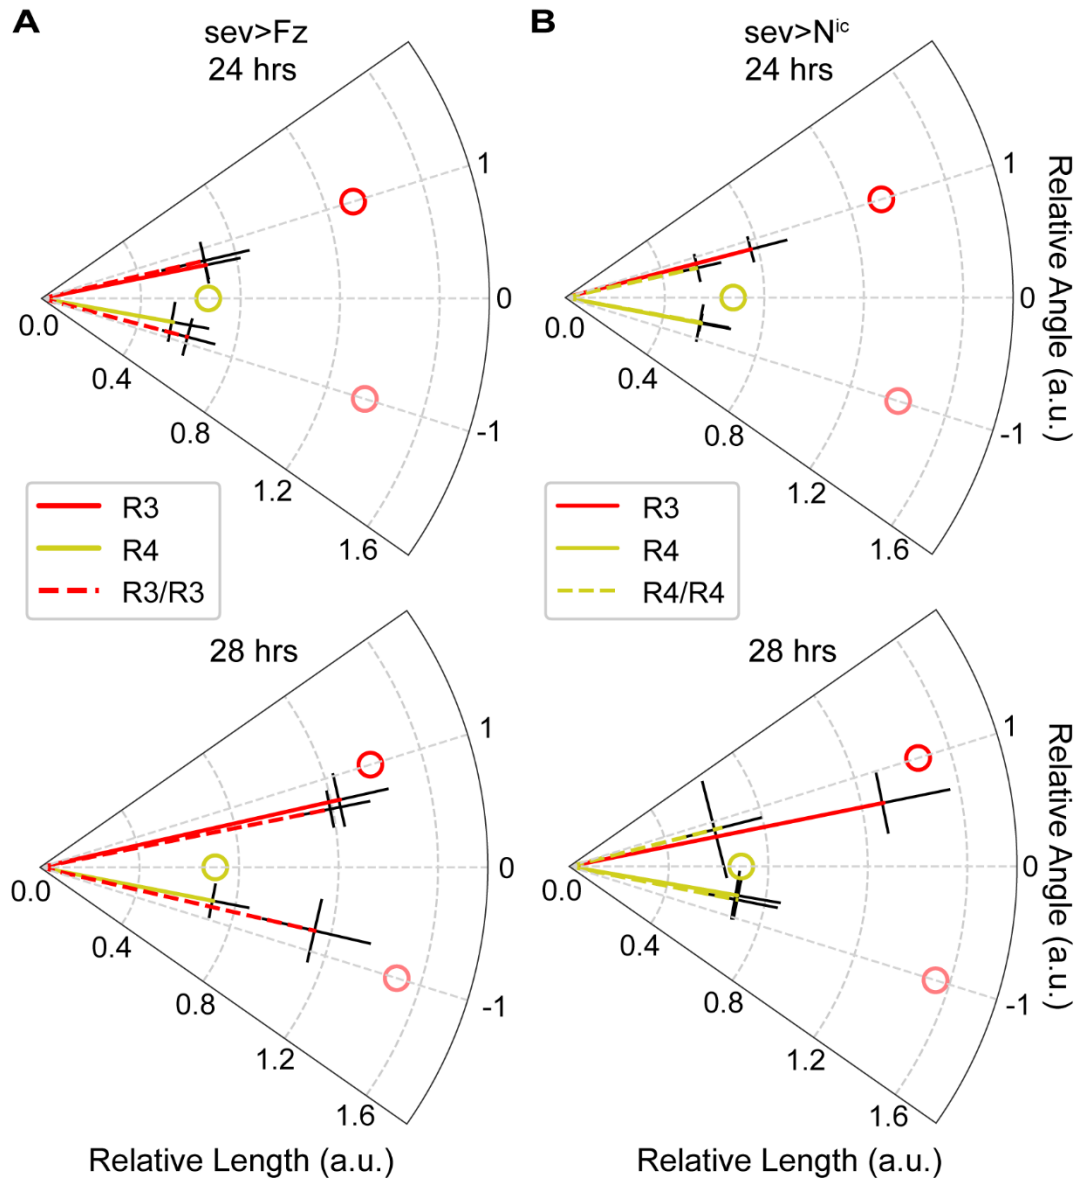 A
sev>Fz
24 hrs
1
0
-1
0.0
0.4
0.8
1.2
1.6
R3
R4
R3/R3
B
sev>N^ic
24 hrs
1
0
-1
0.0
0.4
0.8
1.2
1.6
Relative Angle (a.u.)
R3
R4
R4/R4
28 hrs
1
0
-1
0.0
0.4
0.8
1.2
1.6
Relative Length (a.u.)
28 hrs
1
0
-1
0.0
0.4
0.8
1.2
1.6
Relative Angle (a.u.)
Relative Length (a.u.)